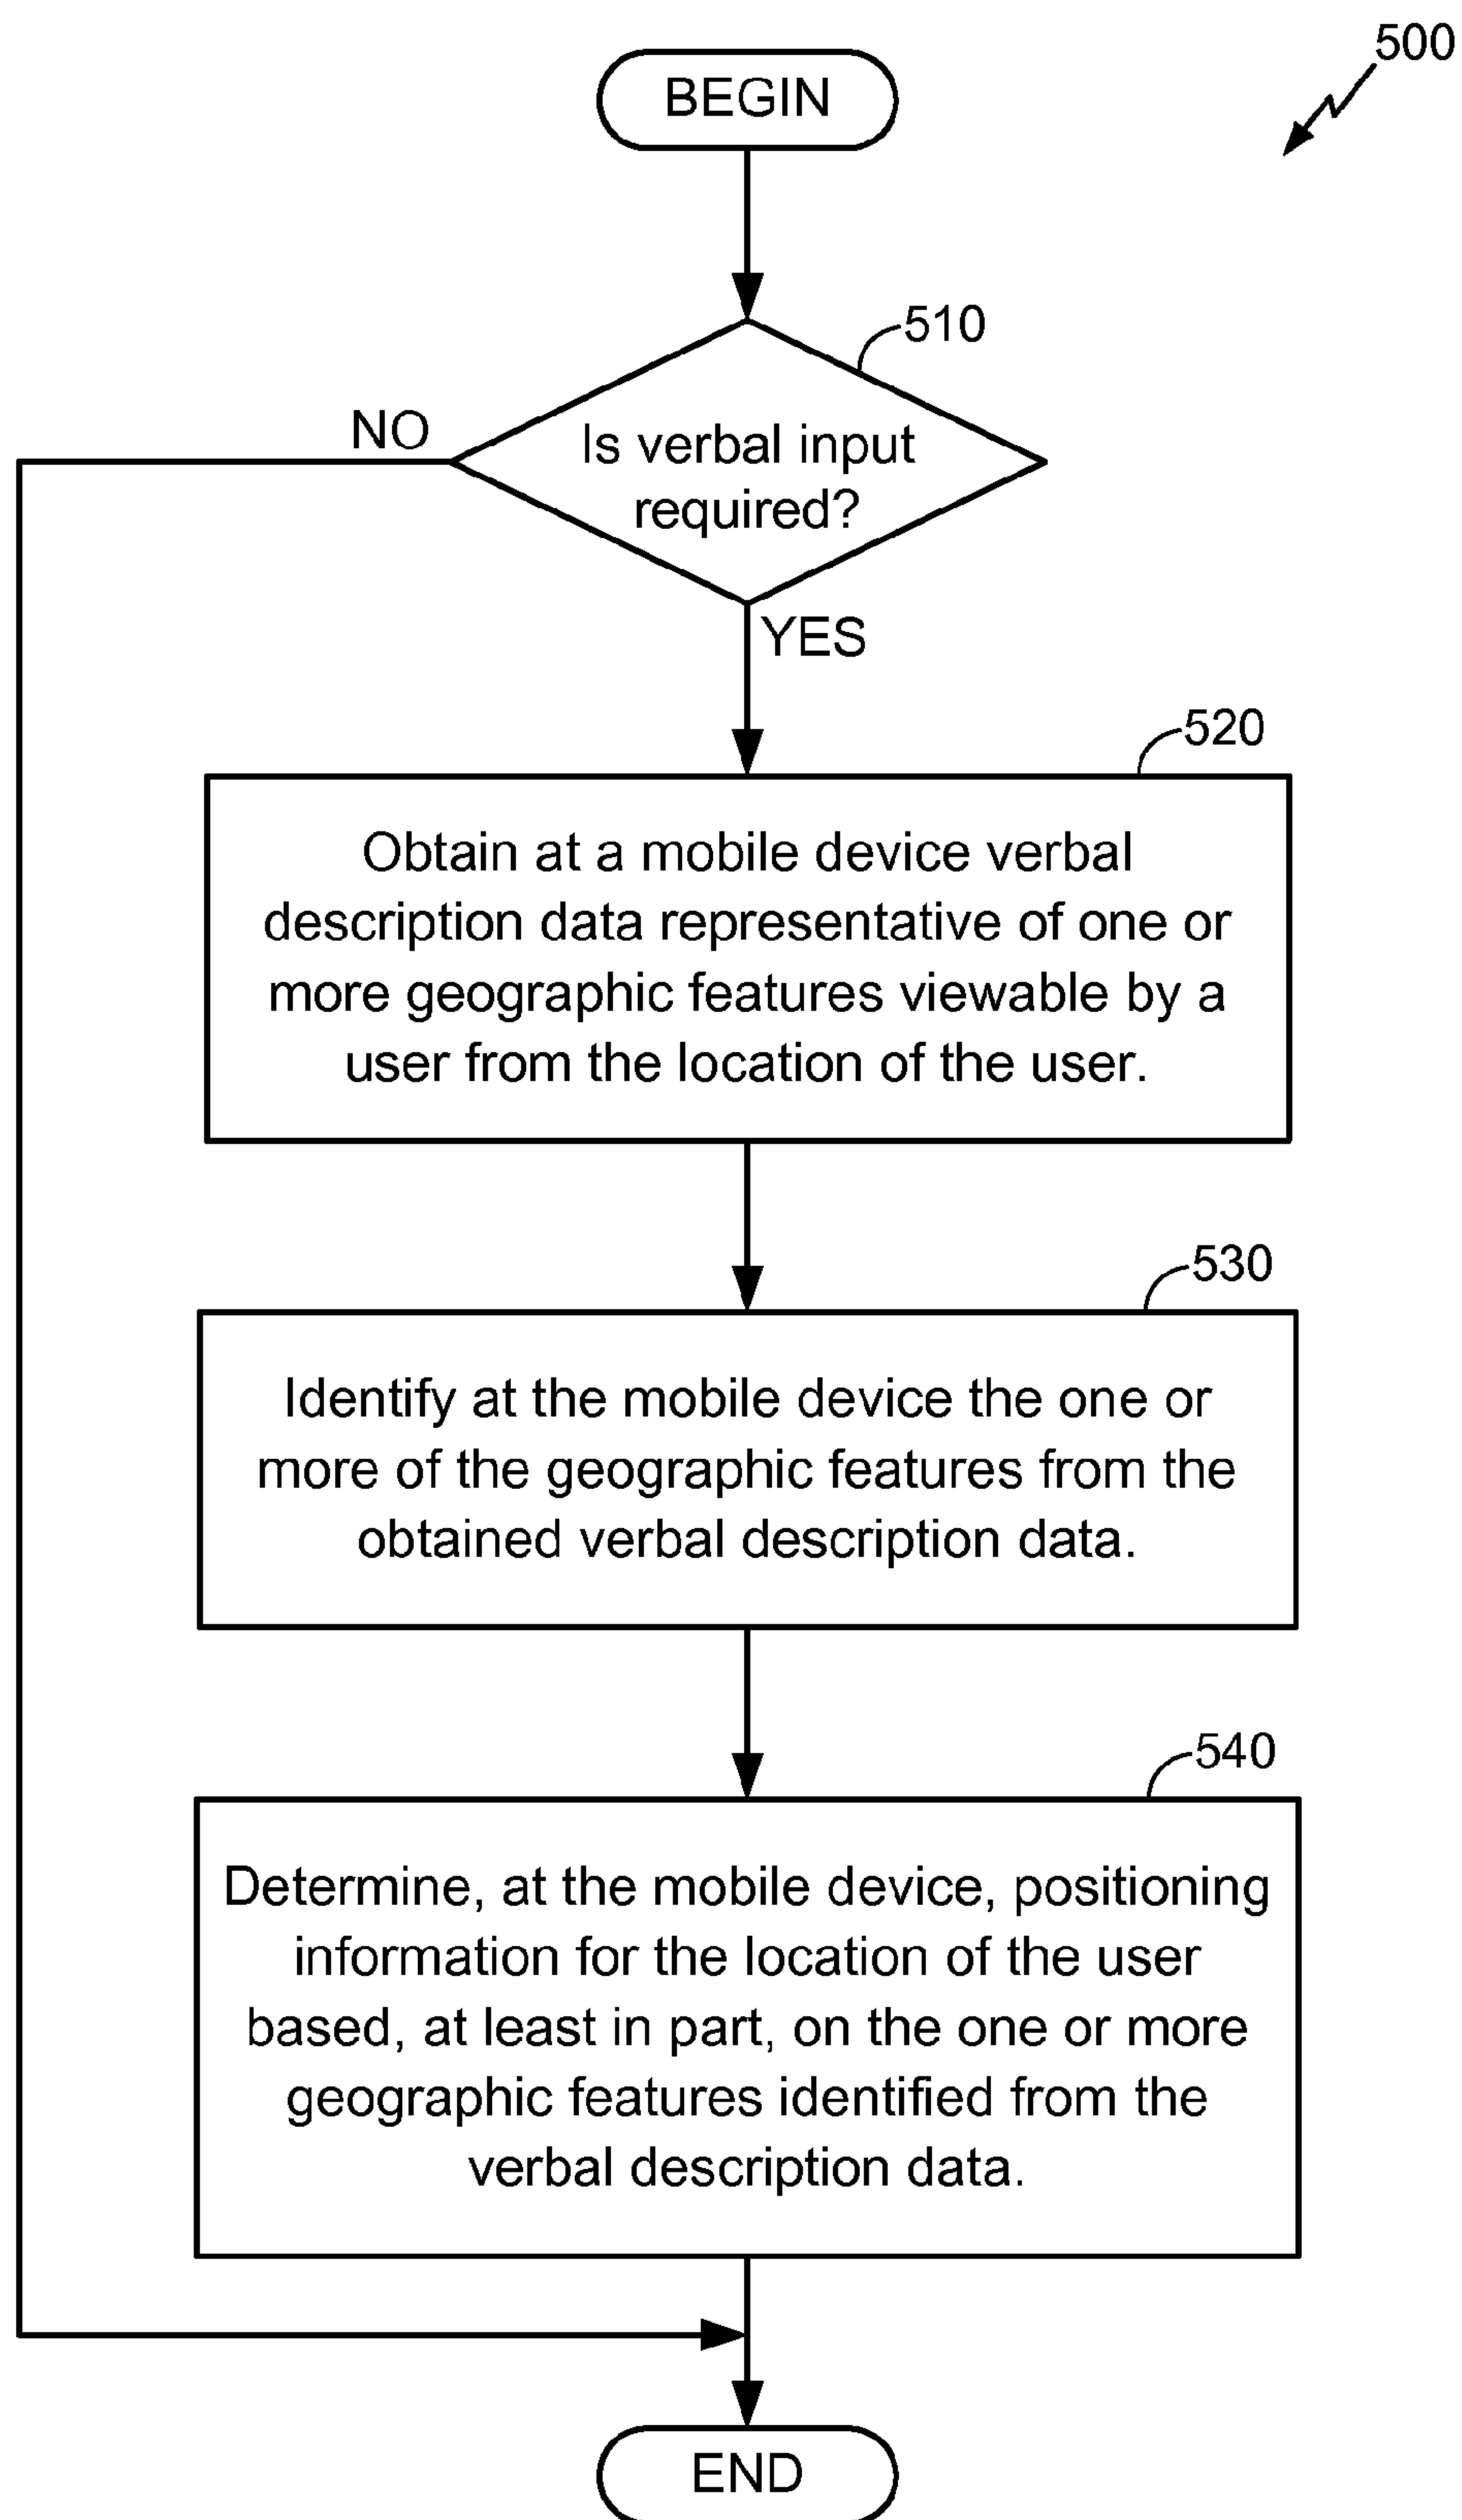 500
BEGIN
510
NO
Is verbal input
required?
YES
520
Obtain at a mobile device verbal
description data representative of one or
more geographic features viewable by a
user from the location of the user.
530
Identify at the mobile device the one or
more of the geographic features from the
obtained verbal description data.
540
Determine, at the mobile device, positioning
information for the location of the user
based, at least in part, on the one or more
geographic features identified from the
verbal description data.
END